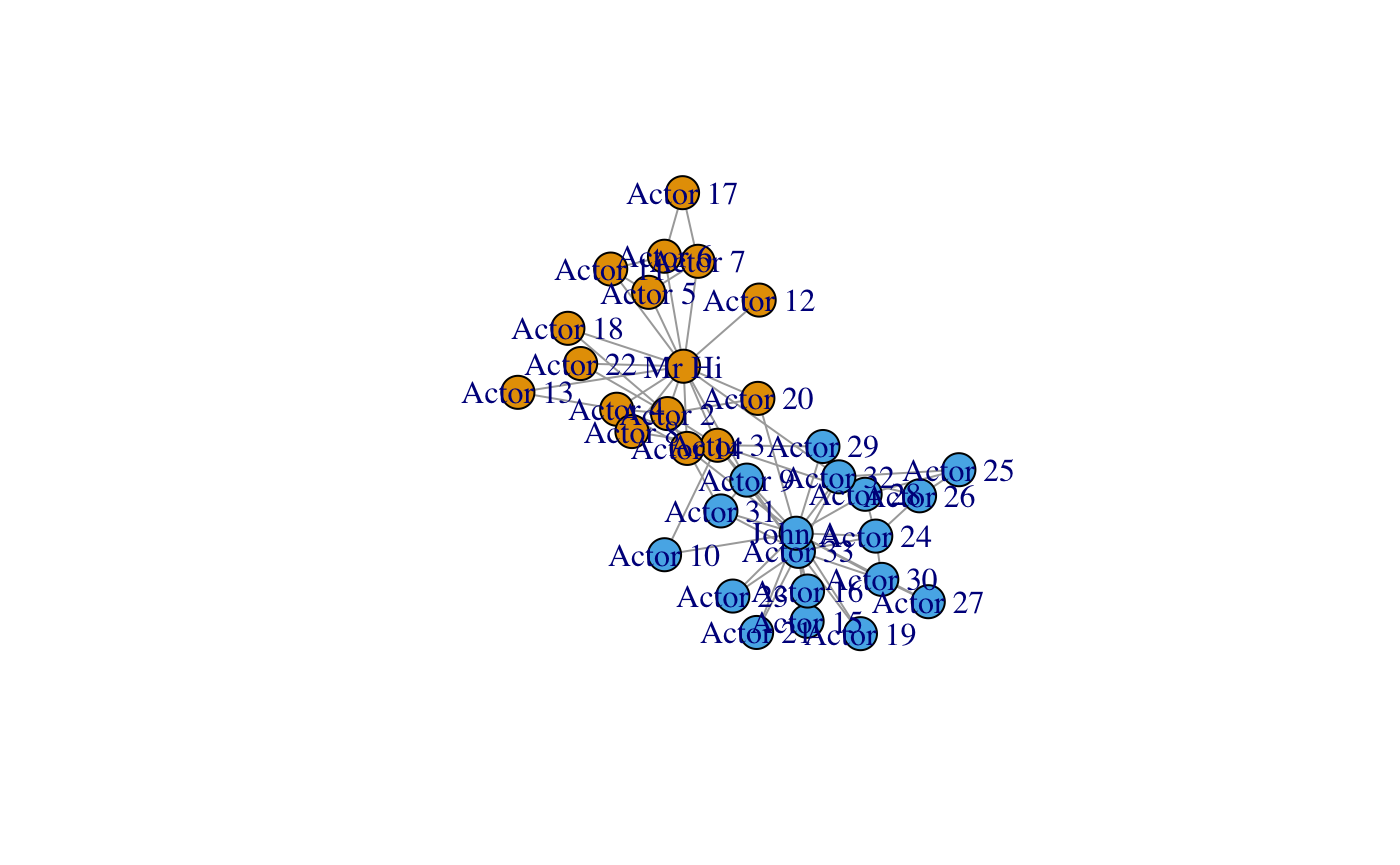 Actor 17
Actor 6
Actor 7
Actor 11
Actor 5
Actor 12
Actor 18
Actor 22
Mr Hi
Actor 13
Actor 20
Actor 4
Actor 2
Actor 8
Actor 14
Actor 3
Actor 29
Actor 9
Actor 32
Actor 25
Actor 28
Actor 26
Actor 31
John A
Actor 24
Actor 33
Actor 10
Actor 30
Actor 23
Actor 16
Actor 27
Actor 15
Actor 21
Actor 19